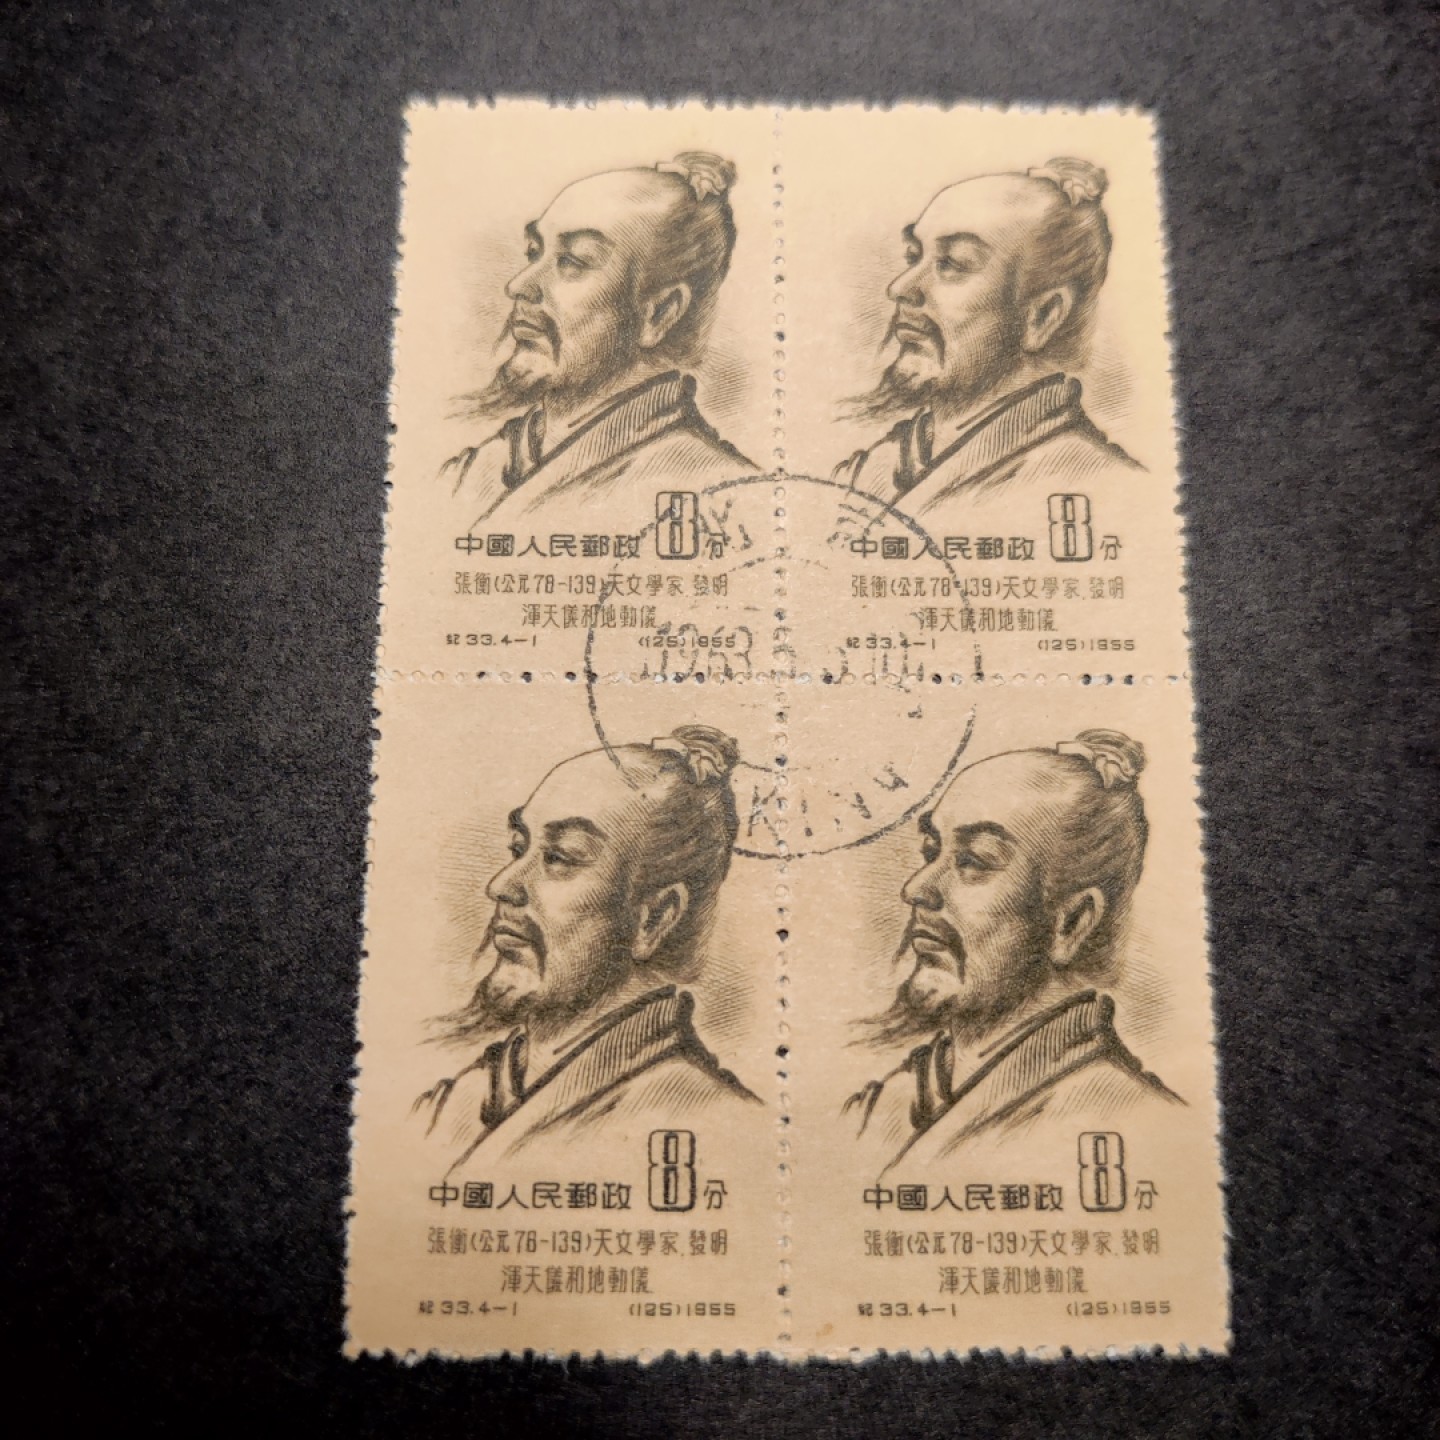 中國人民郵政 8分
張衡(公元78-139)天文學家.發明
渾天儀和地動儀
紀33.4-1 (125)1955
中國人民郵政 8分
張衡(公元78-139)天文學家.發明
渾天儀和地動儀
紀33.4-1 (125)1955
1963
KING
中國人民郵政 8分
張衡(公元78-139)天文學家.發明
渾天儀和地動儀
紀33.4-1 (125)1955
中國人民郵政 8分
張衡(公元78-139)天文學家.發明
渾天儀和地動儀
紀33.4-1 (125)1955